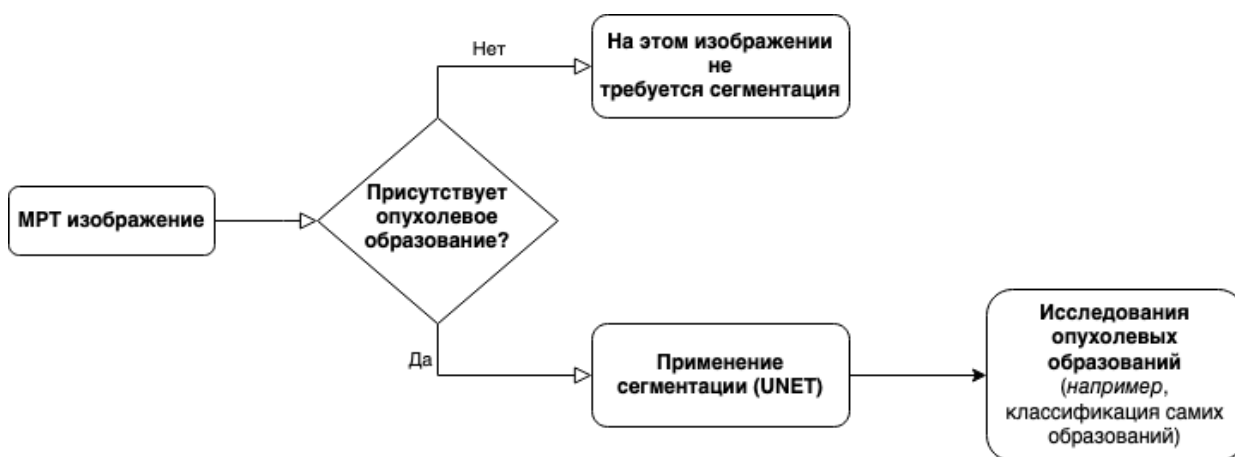 Нет
На этом изображении
не
требуется сегментация
МРТ изображение
Присутствует
опухолевое
образование?
Да
Применение
сегментации (UNET)
Исследования
опухолевых
образований
(например,
классификация самих
образований)